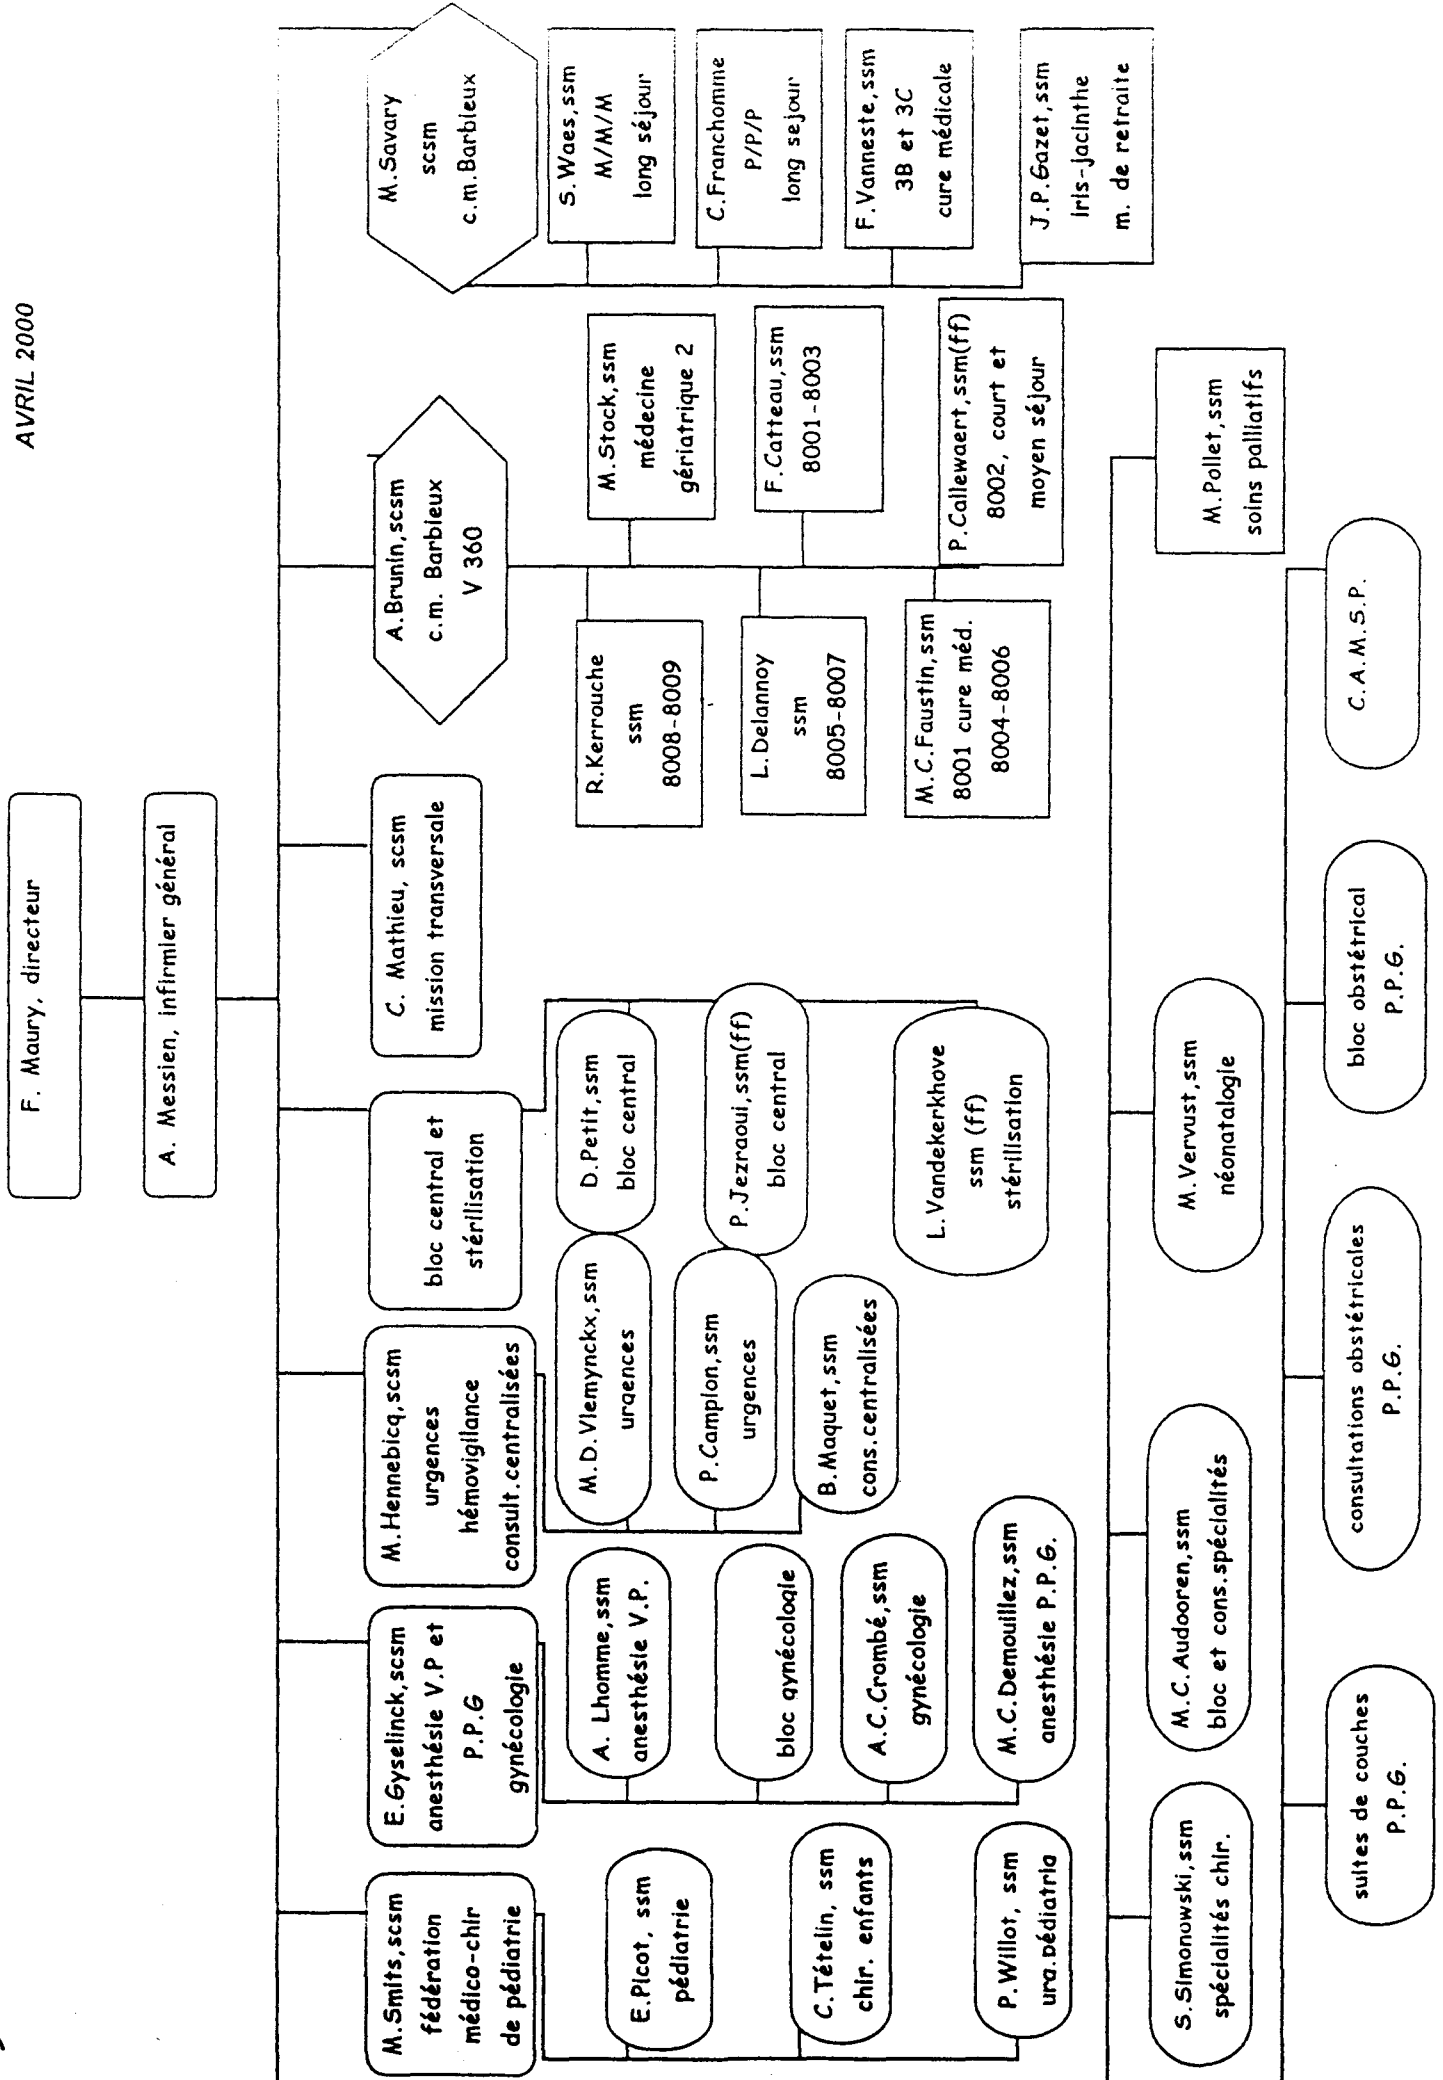 AVRIL 2000
F. Maury, directeur
A. Messien, infirmier général
M.Smits,scsm
fédération
médico-chir
de pédiatrie
E.Gyselinck,scsm
anesthésie V.P et
P.P.G
gynécologie
M.Hennebicq,scsm
urgences
hémovigilance
consult.centralisées
bloc central et
stérilisation
C. Mathieu, scsm
mission transversale
A.Brunin,scsm
c.m. Barbieux
V 360
M.Savary
scsm
c.m.Barbieux
E.Picot, ssm
pédiatrie
C.Tételin, ssm
chir. enfants
P.Willot, ssm
urg.pédiatrie
A. Lhomme,ssm
anesthésie V.P.
bloc gynécologie
A.C.Crombé,ssm
gynécologie
M.C.Demouillez,ssm
anesthésie P.P.G.
M.D.Vlemynckx,ssm
urgences
P.Campion,ssm
urgences
B.Maquet,ssm
cons.centralisées
D.Petit,ssm
bloc central
P.Jezraoui,ssm(ff)
bloc central
L.Vandekerkhove
ssm (ff)
stérilisation
R.Kerrouche
ssm
8008-8009
L.Delannoy
ssm
8005-8007
M.C.Faustin,ssm
8001 cure méd.
8004-8006
M.Stock,ssm
médecine
gériatrique 2
F.Catteau,ssm
8001-8003
P.Callewaert,ssm(ff)
8002, court et
moyen séjour
S.Waes,ssm
M/M/M
long séjour
C.Franchomme
P/P/P
long sejour
F.Vanneste,ssm
3B et 3C
cure médicale
J.P.Gazet,ssm
Iris-Jacinthe
m. de retraite
S.Simonowski,ssm
spécialités chir.
M.C.Audooren,ssm
bloc et cons.spécialités
M.Vervust,ssm
néonatalogie
M.Pollet,ssm
soins palliatifs
suites de couches
P.P.G.
consultations obstétricales
P.P.G.
bloc obstétrical
P.P.G.
C.A.M.S.P.